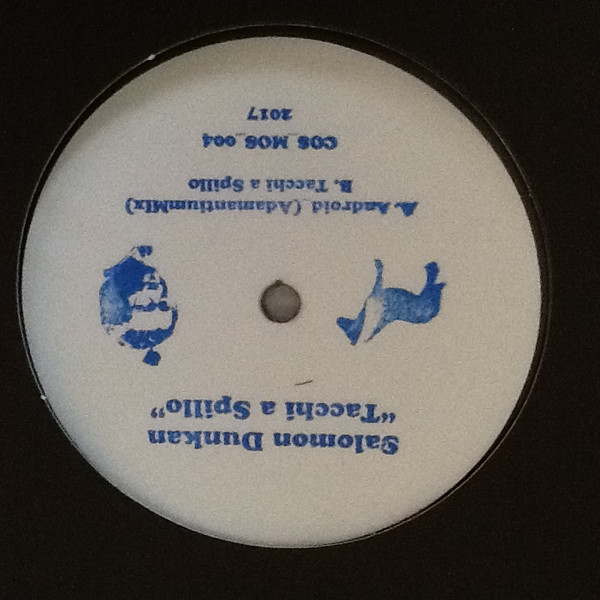 Salomon Dunkan
“Tacchi a Spillo”
A. Android_(AdamantiumMix)
B. Tacchi a Spillo
COS_MOS_004
2017